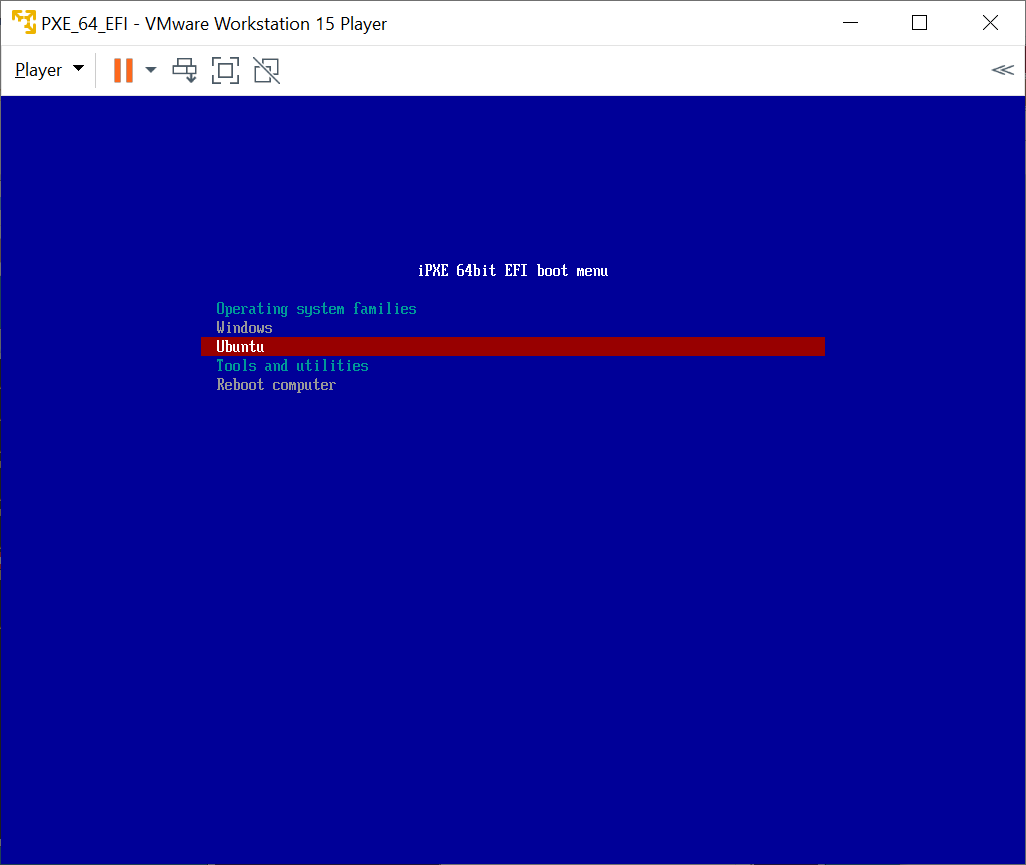 PXE_64_EFI - VMware Workstation 15 Player
Player
iPXE 64bit EFI boot menu
Operating system families
Windows
Ubuntu
Tools and utilities
Reboot computer